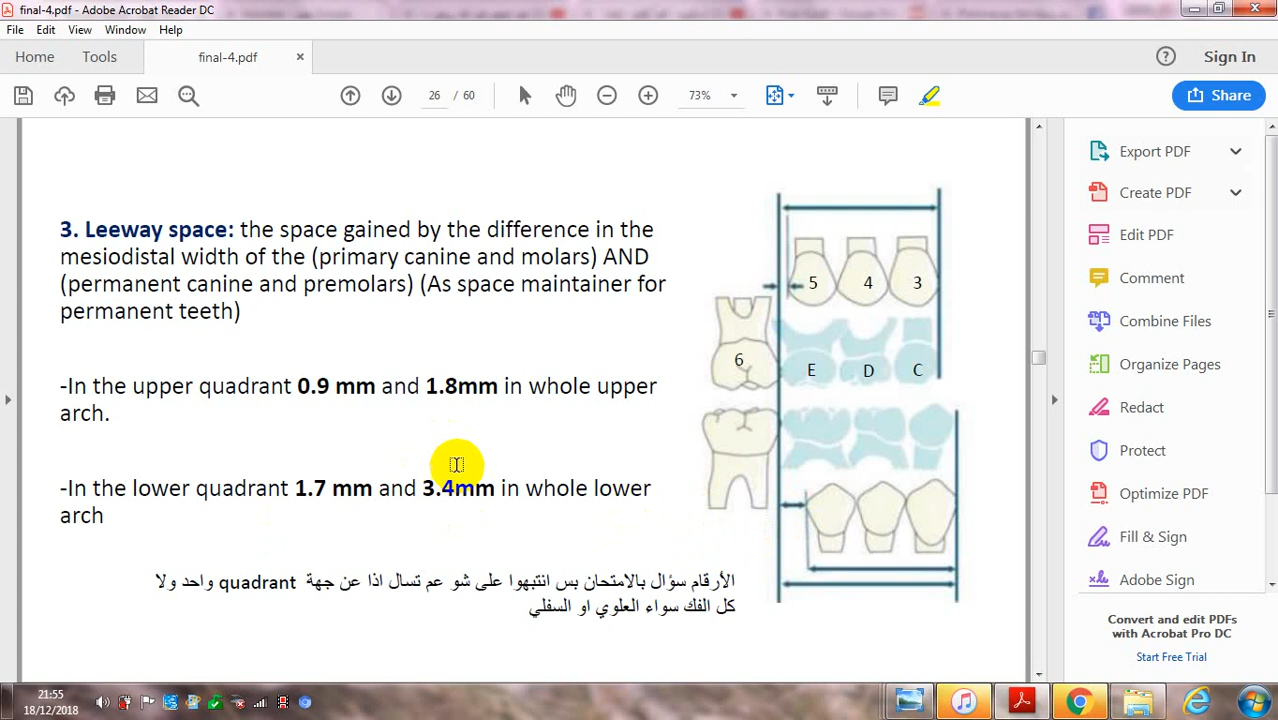 final-4.pdf - Adobe Acrobat Reader DC
File Edit View Window Help
Home Tools final-4.pdf × ? Sign In
26 / 60 73% Share
3. Leeway space: the space gained by the difference in the
mesiodistal width of the (primary canine and molars) AND
(permanent canine and premolars) (As space maintainer for
permanent teeth)
-In the upper quadrant 0.9 mm and 1.8mm in whole upper
arch.
-In the lower quadrant 1.7 mm and 3.4mm in whole lower
arch
الأرقام سؤال بالامتحان بس انتبهوا على شو عم تسال اذا عن جهة quadrant واحد ولا
كل الفك سواء العلوي او السفلي
5 4 3
6
E D C
Export PDF
Create PDF
Edit PDF
Comment
Combine Files
Organize Pages
Redact
Protect
Optimize PDF
Fill & Sign
Adobe Sign
Convert and edit PDFs
with Acrobat Pro DC
Start Free Trial
21:55
18/12/2018